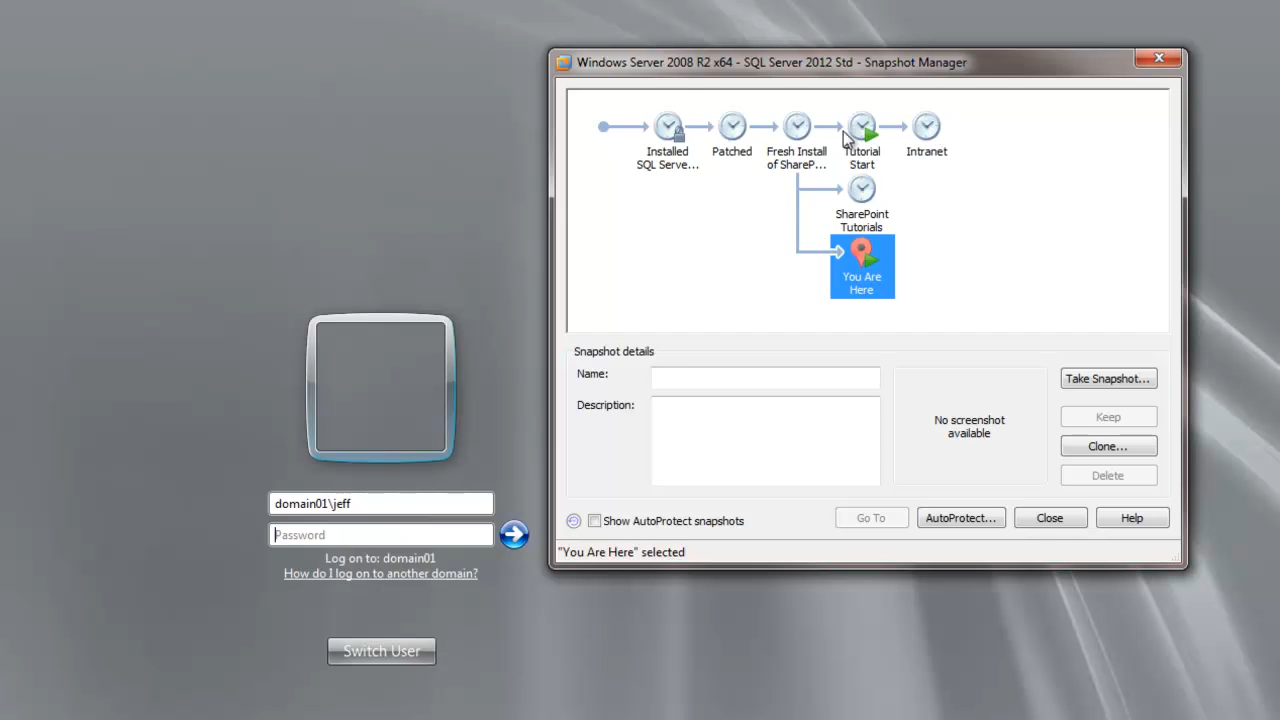 Windows Server 2008 R2 x64 - SQL Server 2012 Std - Snapshot Manager
Installed
SQL Serve...
Patched
Fresh Install
of ShareP...
Tutorial
Start
Intranet
SharePoint
Tutorials
You Are
Here
Snapshot details
Name:
Description:
No screenshot
available
Take Snapshot...
Keep
Clone...
Delete
Show AutoProtect snapshots
Go To
AutoProtect...
Close
Help
"You Are Here" selected
domain01\jeff
Password
Log on to: domain01
How do I log on to another domain?
Switch User